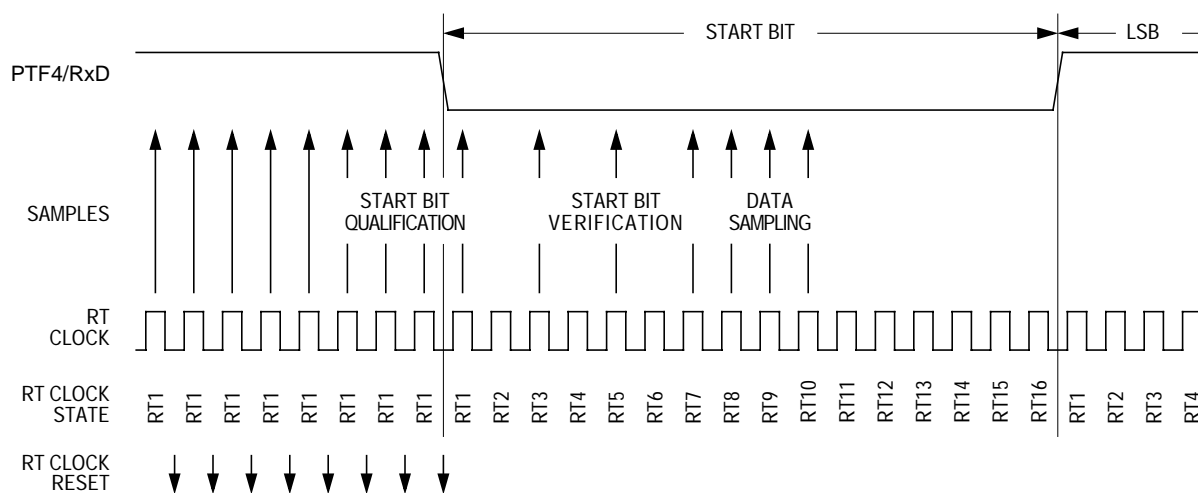 START BIT
LSB
PTF4/RxD
SAMPLES
START BIT
QUALIFICATION
START BIT
VERIFICATION
DATA
SAMPLING
RT
CLOCK
RT CLOCK
STATE
RT1 RT1 RT1 RT1 RT1 RT1 RT1 RT1 RT1 RT2 RT3 RT4 RT5 RT6 RT7 RT8 RT9 RT10 RT11 RT12 RT13 RT14 RT15 RT16 RT1 RT2 RT3 RT4
RT CLOCK
RESET